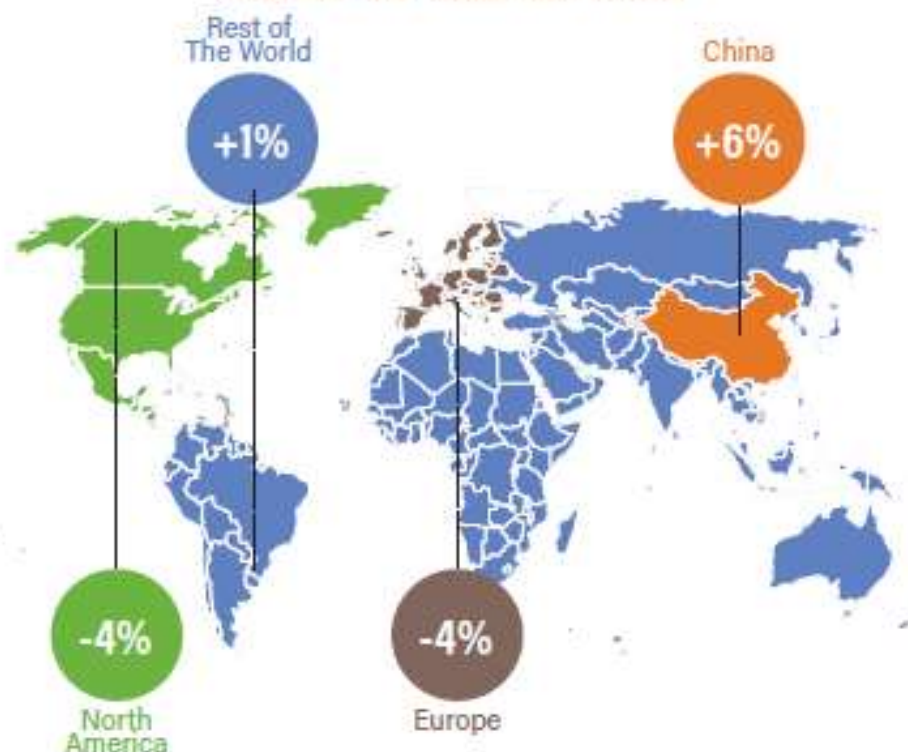 Rest of
The World
China
+1%
+6%
-4%
-4%
North
America
Europe